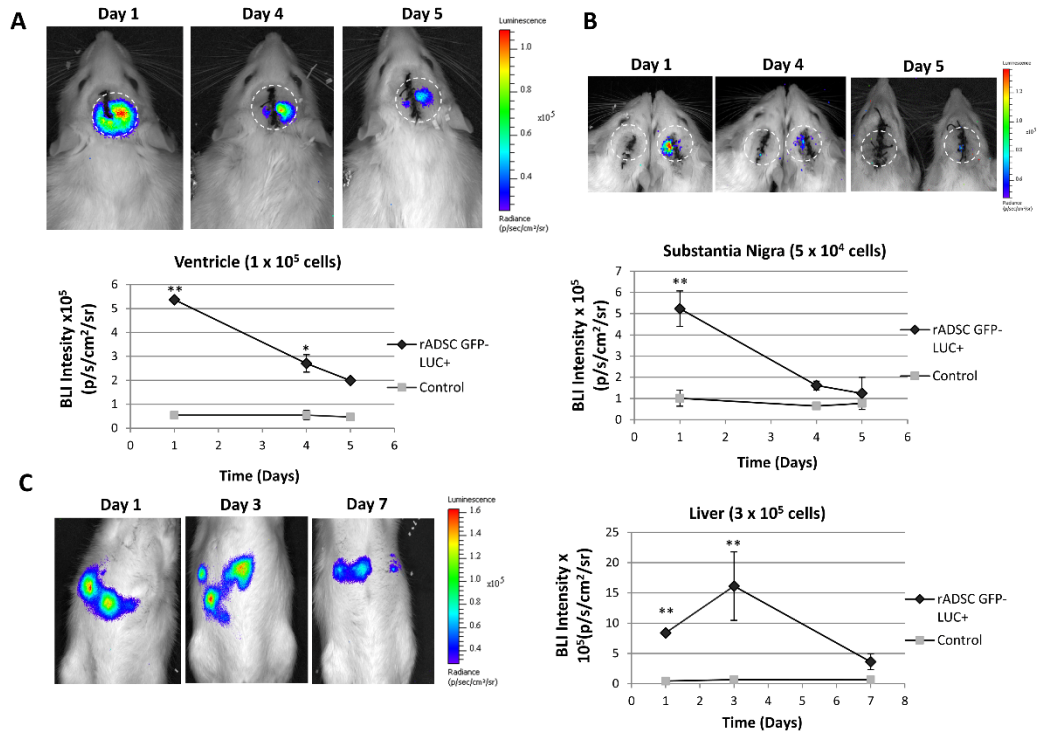 A
Day 1
Day 4
Day 5
Luminescence
1.0
0.8
x10⁵
0.6
0.4
Radiance
(p/sec/cm²/sr)
Ventricle (1 x 10⁵ cells)
BLI Intesity x10⁵
(p/s/cm²/sr)
6
5
4
3
2
1
0
**
*
0 1 2 3 4 5 6
Time (Days)
rADSC GFP-
LUC+
Control
B
Day 1
Day 4
Day 5
Luminescence
Radiance
(p/sec/cm²/sr)
Substantia Nigra (5 x 10⁴ cells)
BLI Intensity x 10⁵
(p/s/cm²/sr)
7
6
5
4
3
2
1
0
**
0 1 2 3 4 5 6
Time (Days)
rADSC GFP-
LUC+
Control
C
Day 1
Day 3
Day 7
Luminescence
1.6
1.4
1.2
1.0
x10⁵
0.8
0.6
0.4
Radiance
(p/sec/cm²/sr)
Liver (3 x 10⁵ cells)
BLI Intensity x
10⁵(p/s/cm²/sr)
25
20
15
10
5
0
**
**
0 1 2 3 4 5 6 7 8
Time (Days)
rADSC GFP-
LUC+
Control